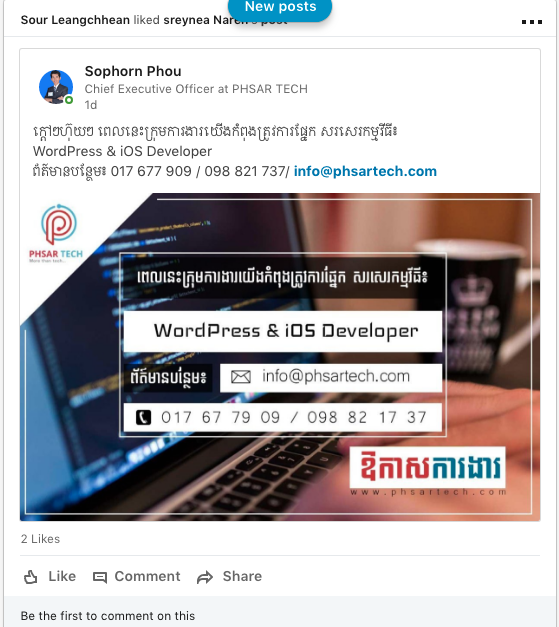 New posts
Sour Leangchhean liked sreynea Naren's post
Sophorn Phou
Chief Executive Officer at PHSAR TECH
1d
ក្តៅៗហ៊ុយៗ ពេលនេះក្រុមការងារយើងកំពុងត្រូវការផ្នែក សរសេរកម្មវីធី៖
WordPress & iOS Developer
ព័ត៌មានបន្ថែម៖ 017 677 909 / 098 821 737/ info@phsartech.com
PHSAR TECH
More than tech...
ពេលនេះក្រុមការងារយើងកំពុងត្រូវការផ្នែក សរសេរកម្មវីធី៖
WordPress & iOS Developer
ព័ត៌មានបន្ថែម៖ info@phsartech.com
017 67 79 09 / 098 82 17 37
ឱកាសការងារ
www.phsartech.com
2 Likes
Like Comment Share
Be the first to comment on this